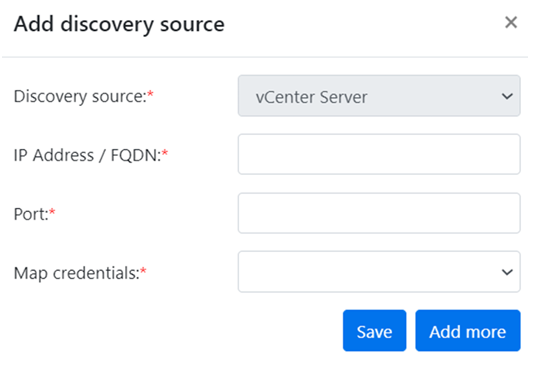 Add discovery source ×
Discovery source:* vCenter Server
IP Address / FQDN:*
Port:*
Map credentials:*
Save Add more